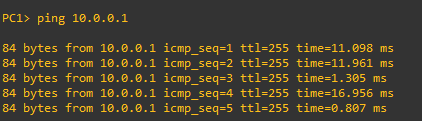 PC1> ping 10.0.0.1
84 bytes from 10.0.0.1 icmp_seq=1 ttl=255 time=11.098 ms
84 bytes from 10.0.0.1 icmp_seq=2 ttl=255 time=11.961 ms
84 bytes from 10.0.0.1 icmp_seq=3 ttl=255 time=1.305 ms
84 bytes from 10.0.0.1 icmp_seq=4 ttl=255 time=16.956 ms
84 bytes from 10.0.0.1 icmp_seq=5 ttl=255 time=0.807 ms